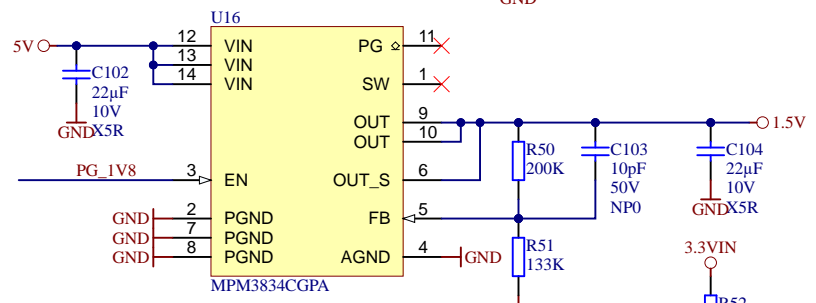 GND
U16
5V
12
13
14
VIN
VIN
VIN
PG
11
SW
1
C102
22µF
10V
X5R
GND
OUT
OUT
9
10
1.5V
R50
200K
C103
10pF
50V
NP0
C104
22µF
10V
X5R
GND
PG_1V8
3
EN
OUT_S
6
GND
GND
GND
2
7
8
PGND
PGND
PGND
FB
5
AGND
4
GND
R51
133K
3.3VIN
MPM3834CGPA
R52